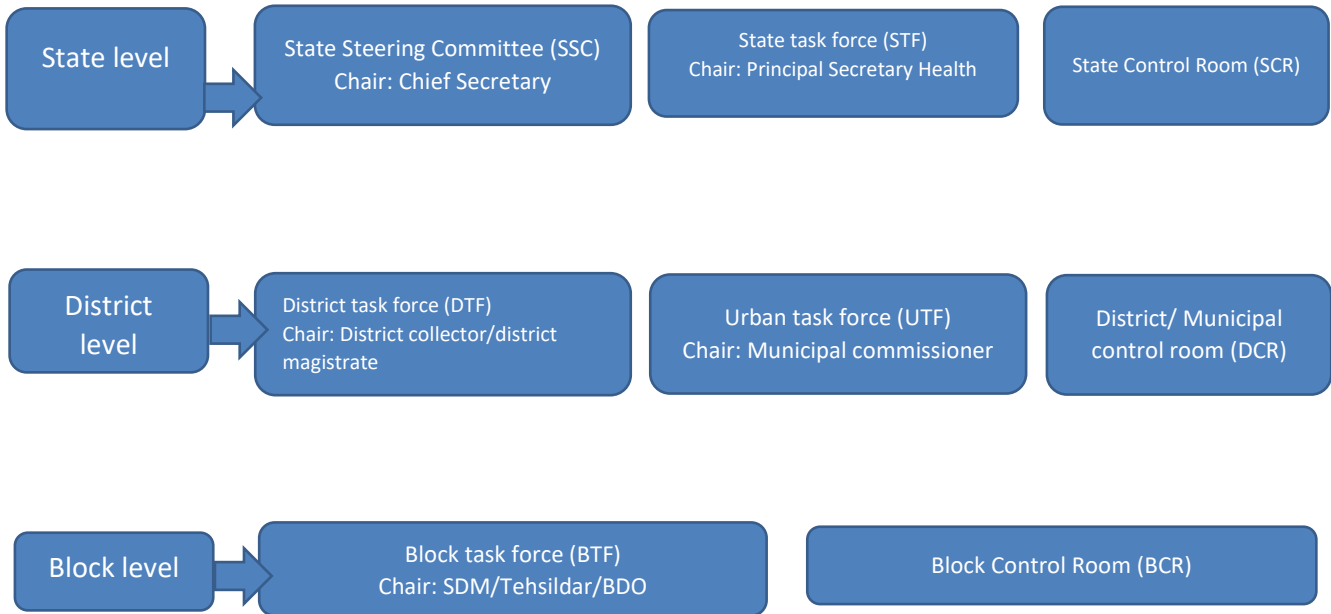 State level
State Steering Committee (SSC)
Chair: Chief Secretary
State task force (STF)
Chair: Principal Secretary Health
State Control Room (SCR)
District
level
District task force (DTF)
Chair: District collector/district
magistrate
Urban task force (UTF)
Chair: Municipal commissioner
District/ Municipal
control room (DCR)
Block level
Block task force (BTF)
Chair: SDM/Tehsildar/BDO
Block Control Room (BCR)